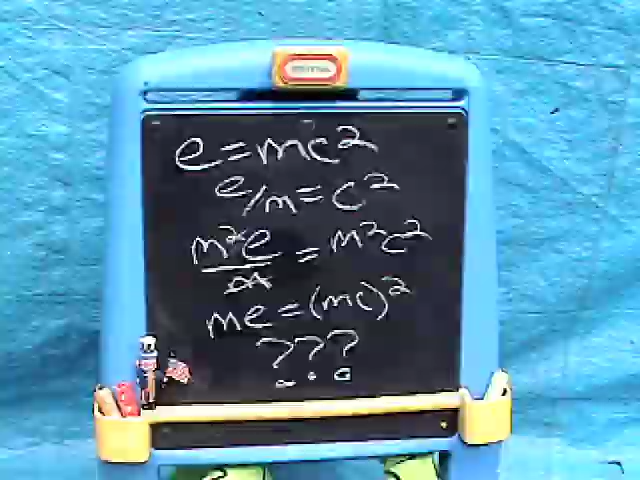 e=mc²
e/m=c²
m²e/m = m²c²
me=(mc)²
???